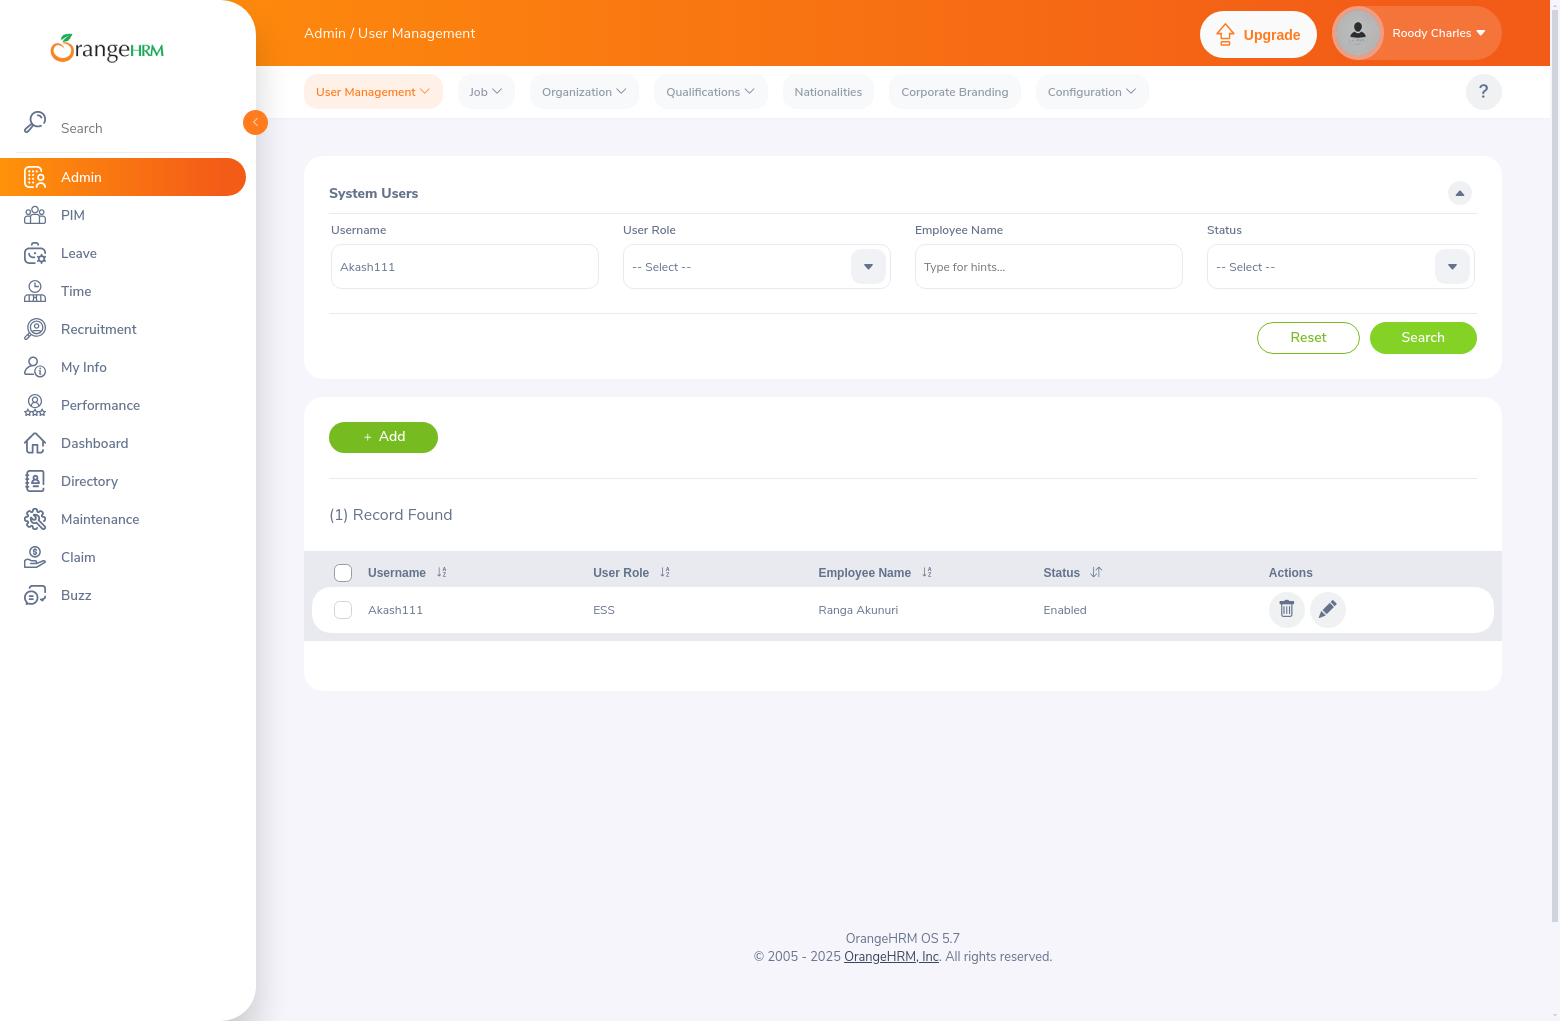 OrangeHRM
Search
Admin
PIM
Leave
Time
Recruitment
My Info
Performance
Dashboard
Directory
Maintenance
Claim
Buzz
Admin / User Management
Upgrade
Roody Charles
User Management
Job
Organization
Qualifications
Nationalities
Corporate Branding
Configuration
?
System Users
Username
User Role
Employee Name
Status
Akash111
-- Select --
Type for hints...
-- Select --
Reset
Search
+ Add
(1) Record Found
Username
User Role
Employee Name
Status
Actions
Akash111
ESS
Ranga Akunuri
Enabled
OrangeHRM OS 5.7
© 2005 - 2025 OrangeHRM, Inc. All rights reserved.